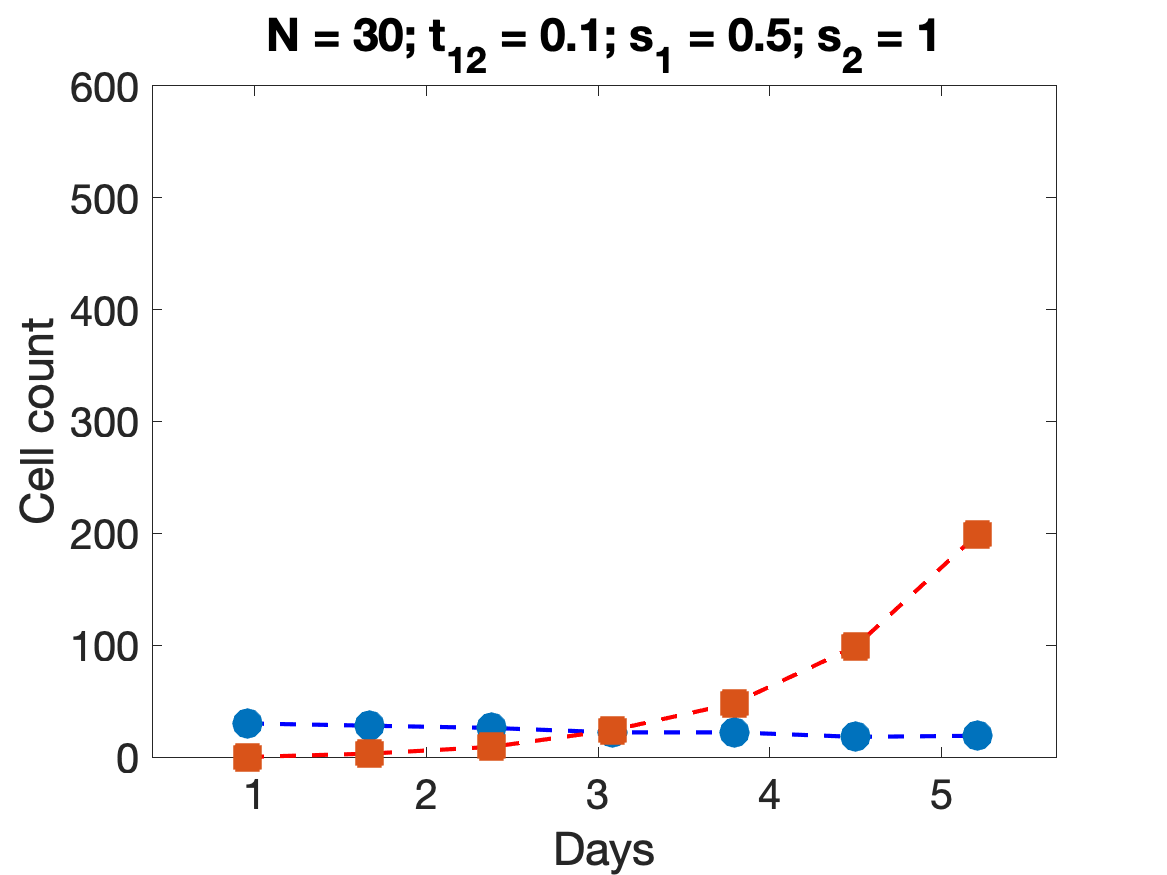 N = 30; t₁₂ = 0.1; s₁ = 0.5; s₂ = 1
600
500
400
300
200
100
0
Cell count
1 2 3 4 5
Days